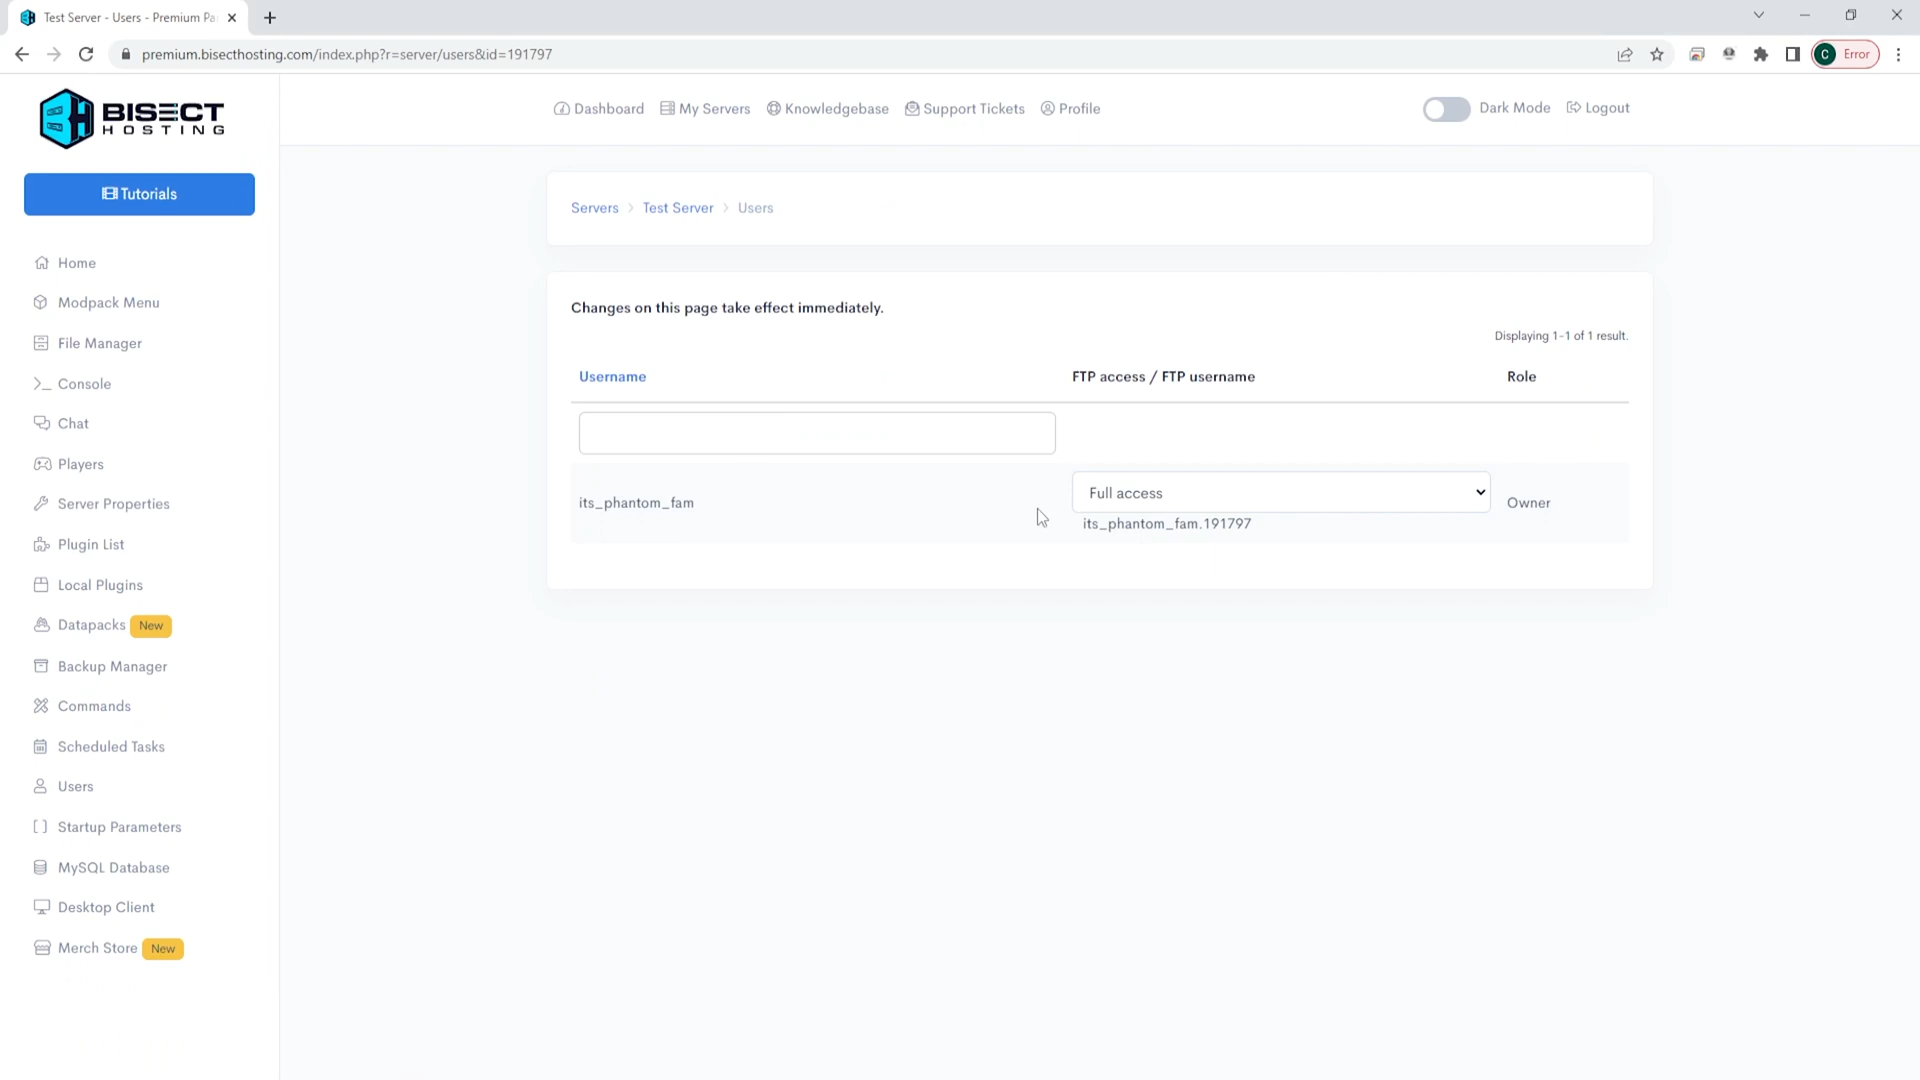 Test Server - Users - Premium Pa
premium.bisecthosting.com/index.php?r=server/users&id=191797
C Error
BISECT
HOSTING
Dashboard My Servers Knowledgebase Support Tickets Profile
Dark Mode Logout
Tutorials
Home
Modpack Menu
File Manager
Console
Chat
Players
Server Properties
Plugin List
Local Plugins
Datapacks New
Backup Manager
Commands
Scheduled Tasks
Users
Startup Parameters
MySQL Database
Desktop Client
Merch Store New
Servers > Test Server > Users
Changes on this page take effect immediately.
Displaying 1-1 of 1 result.
Username FTP access / FTP username Role
its_phantom_fam Full access Owner
its_phantom_fam.191797